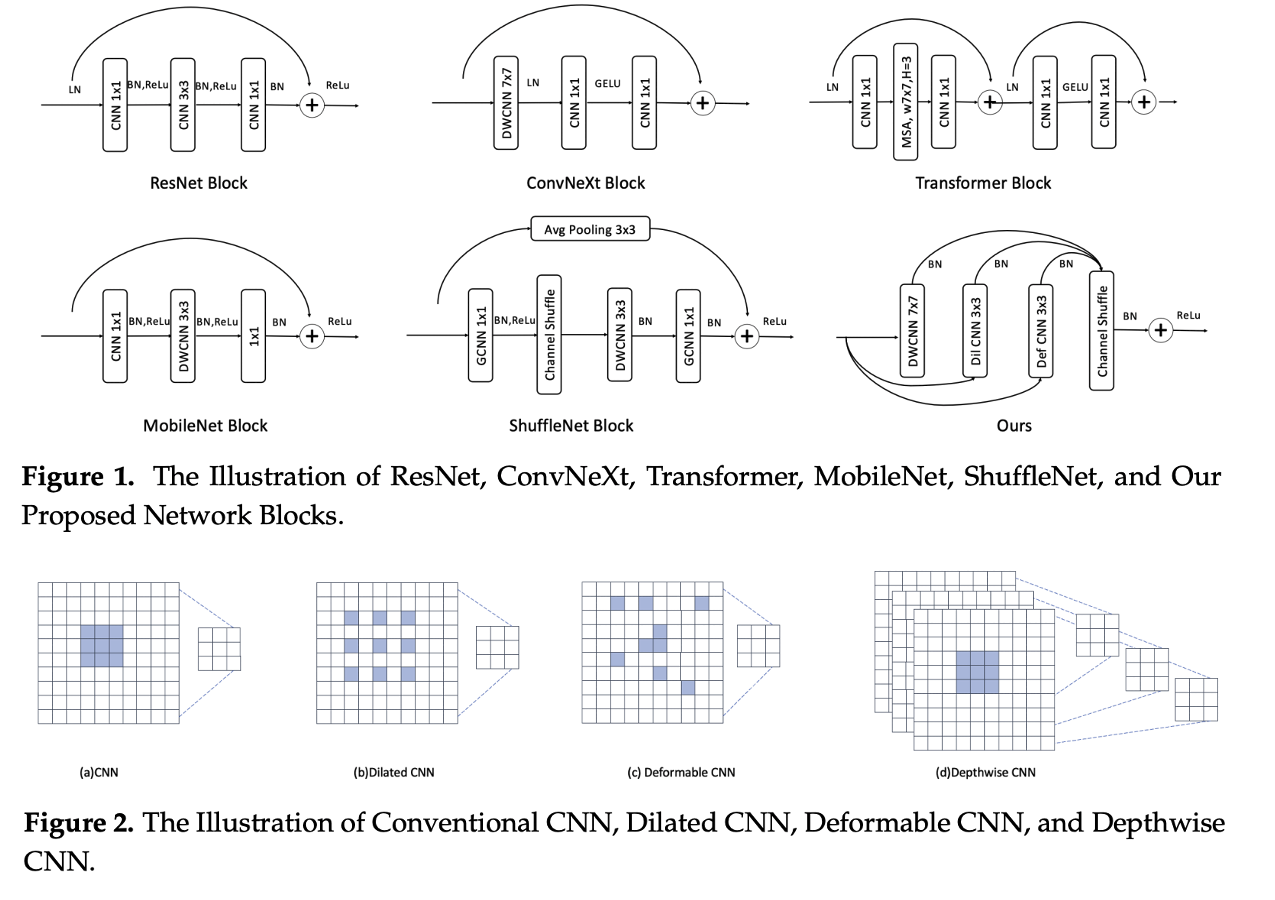 LN
CNN 1x1
BN,ReLu
CNN 3x3
BN,ReLu
CNN 1x1
BN
+
ReLu
ResNet Block
DWCNN 7x7
LN
CNN 1x1
GELU
CNN 1x1
+
ConvNeXt Block
LN
CNN 1x1
MSA, w7x7,H=3
CNN 1x1
+
LN
CNN 1x1
GELU
CNN 1x1
+
Transformer Block
CNN 1x1
BN,ReLu
DWCNN 3x3
BN,ReLu
1x1
BN
+
ReLu
MobileNet Block
Avg Pooling 3x3
GCNN 1x1
BN,ReLu
Channel Shuffle
DWCNN 3x3
BN
GCNN 1x1
BN
+
ReLu
ShuffleNet Block
DWCNN 7x7
BN
Dil CNN 3x3
BN
Def CNN 3x3
BN
Channel Shuffle
BN
+
ReLu
Ours
Figure 1. The Illustration of ResNet, ConvNeXt, Transformer, MobileNet, ShuffleNet, and Our
Proposed Network Blocks.
(a)CNN
(b)Dilated CNN
(c) Deformable CNN
(d)Depthwise CNN
Figure 2. The Illustration of Conventional CNN, Dilated CNN, Deformable CNN, and Depthwise
CNN.